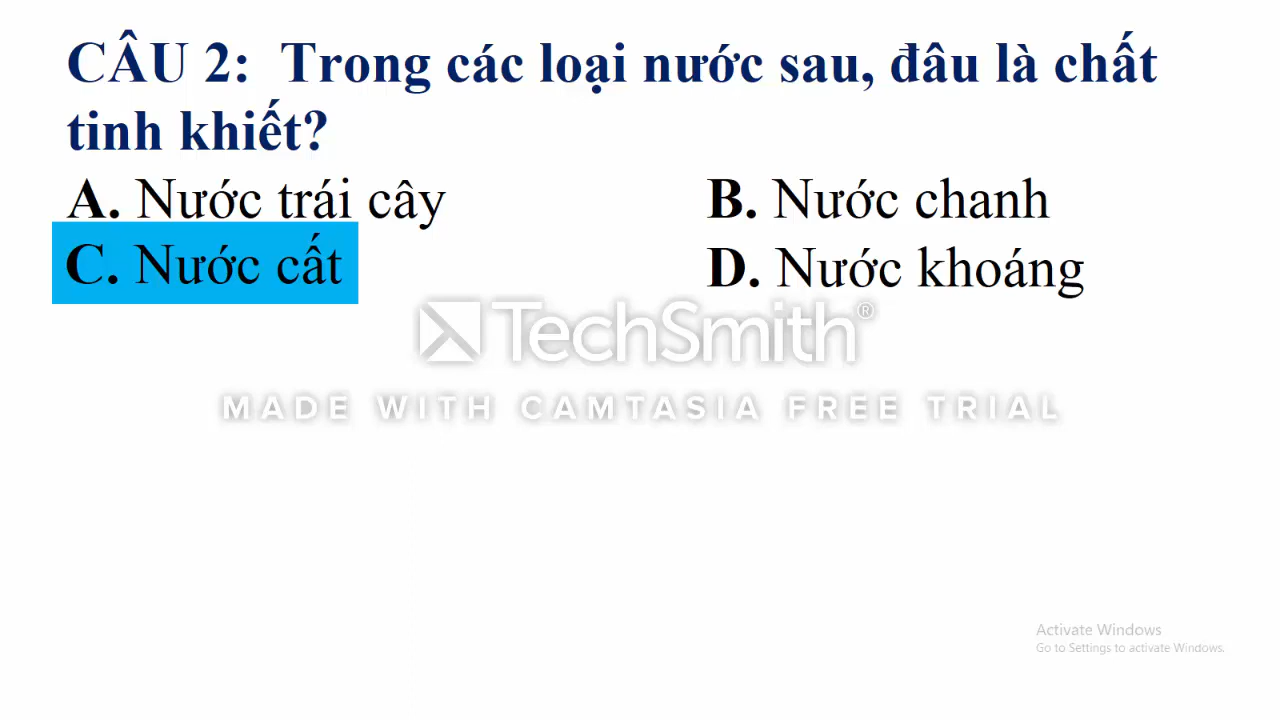 CÂU 2: Trong các loại nước sau, đâu là chất
tinh khiết?
A. Nước trái cây
B. Nước chanh
C. Nước cất
D. Nước khoáng
TechSmith®
MADE WITH CAMTASIA FREE TRIAL
Activate Windows
Go to Settings to activate Windows.